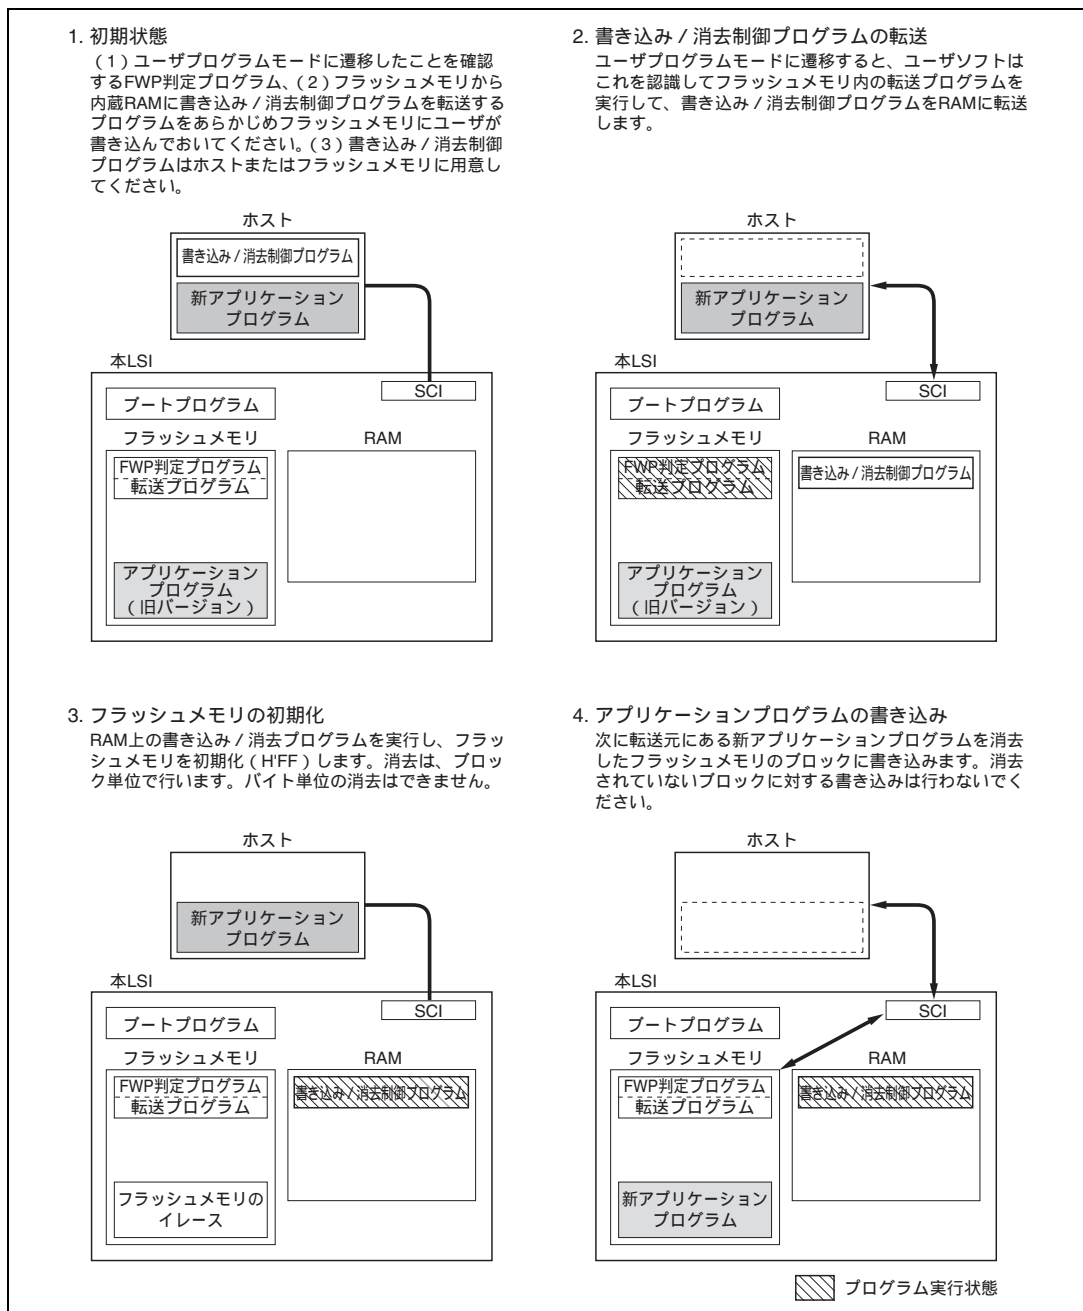 1. 初期状態
（1）ユーザプログラムモードに遷移したことを確認
するFWP判定プログラム、（2）フラッシュメモリから
内蔵RAMに書き込み / 消去制御プログラムを転送する
プログラムをあらかじめフラッシュメモリにユーザが
書き込んでおいてください。（3）書き込み / 消去制御
プログラムはホストまたはフラッシュメモリに用意し
てください。
ホスト
書き込み / 消去制御プログラム
新アプリケーション
プログラム
本LSI
SCI
ブートプログラム
フラッシュメモリ
RAM
FWP判定プログラム
転送プログラム
アプリケーション
プログラム
（旧バージョン）
2. 書き込み / 消去制御プログラムの転送
ユーザプログラムモードに遷移すると、ユーザソフトは
これを認識してフラッシュメモリ内の転送プログラムを
実行して、書き込み / 消去制御プログラムをRAMに転送
します。
ホスト
新アプリケーション
プログラム
本LSI
SCI
ブートプログラム
フラッシュメモリ
RAM
FWP判定プログラム
転送プログラム
書き込み / 消去制御プログラム
アプリケーション
プログラム
（旧バージョン）
3. フラッシュメモリの初期化
RAM上の書き込み / 消去プログラムを実行し、フラッ
シュメモリを初期化（H'FF）します。消去は、ブロッ
ク単位で行います。バイト単位の消去はできません。
ホスト
新アプリケーション
プログラム
本LSI
SCI
ブートプログラム
フラッシュメモリ
RAM
FWP判定プログラム
転送プログラム
書き込み / 消去制御プログラム
フラッシュメモリの
イレース
4. アプリケーションプログラムの書き込み
次に転送元にある新アプリケーションプログラムを消去
したフラッシュメモリのブロックに書き込みます。消去
されていないブロックに対する書き込みは行わないでく
ださい。
ホスト
本LSI
SCI
ブートプログラム
フラッシュメモリ
RAM
FWP判定プログラム
転送プログラム
書き込み / 消去制御プログラム
新アプリケーション
プログラム
プログラム実行状態